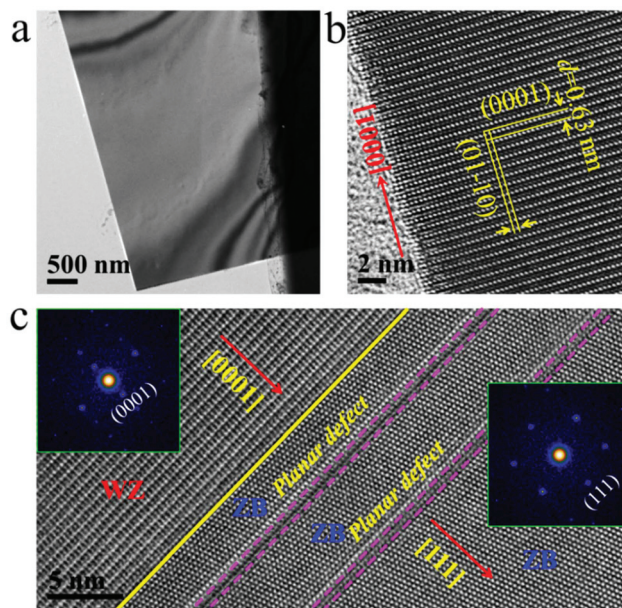 a
500 nm
b
(0001)
d=0.63 nm
[0001]
(01-10)
2 nm
c
(0001)
[0001]
WZ
Planar defect
ZB
Planar defect
ZB
(111)
[111]
ZB
5 nm